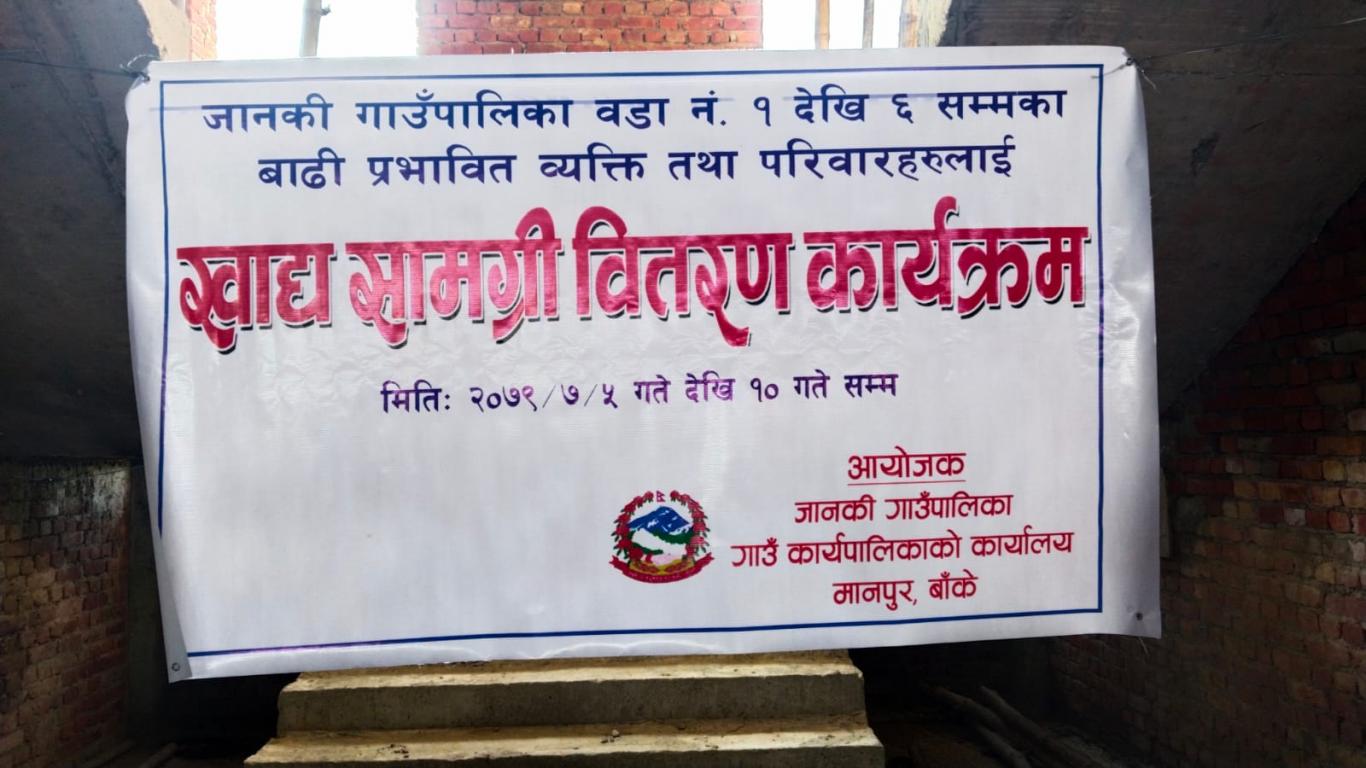 जानकी गाउँपालिका वडा नं. १ देखि ६ सम्मका
बाढी प्रभावित व्यक्ति तथा परिवारहरुलाई
खाद्य सामग्री वितरण कार्यक्रम
मितिः २०७९/७/५ गते देखि १० गते सम्म
आयोजक
जानकी गाउँपालिका
गाउँ कार्यपालिकाको कार्यालय
मानपुर, बाँके